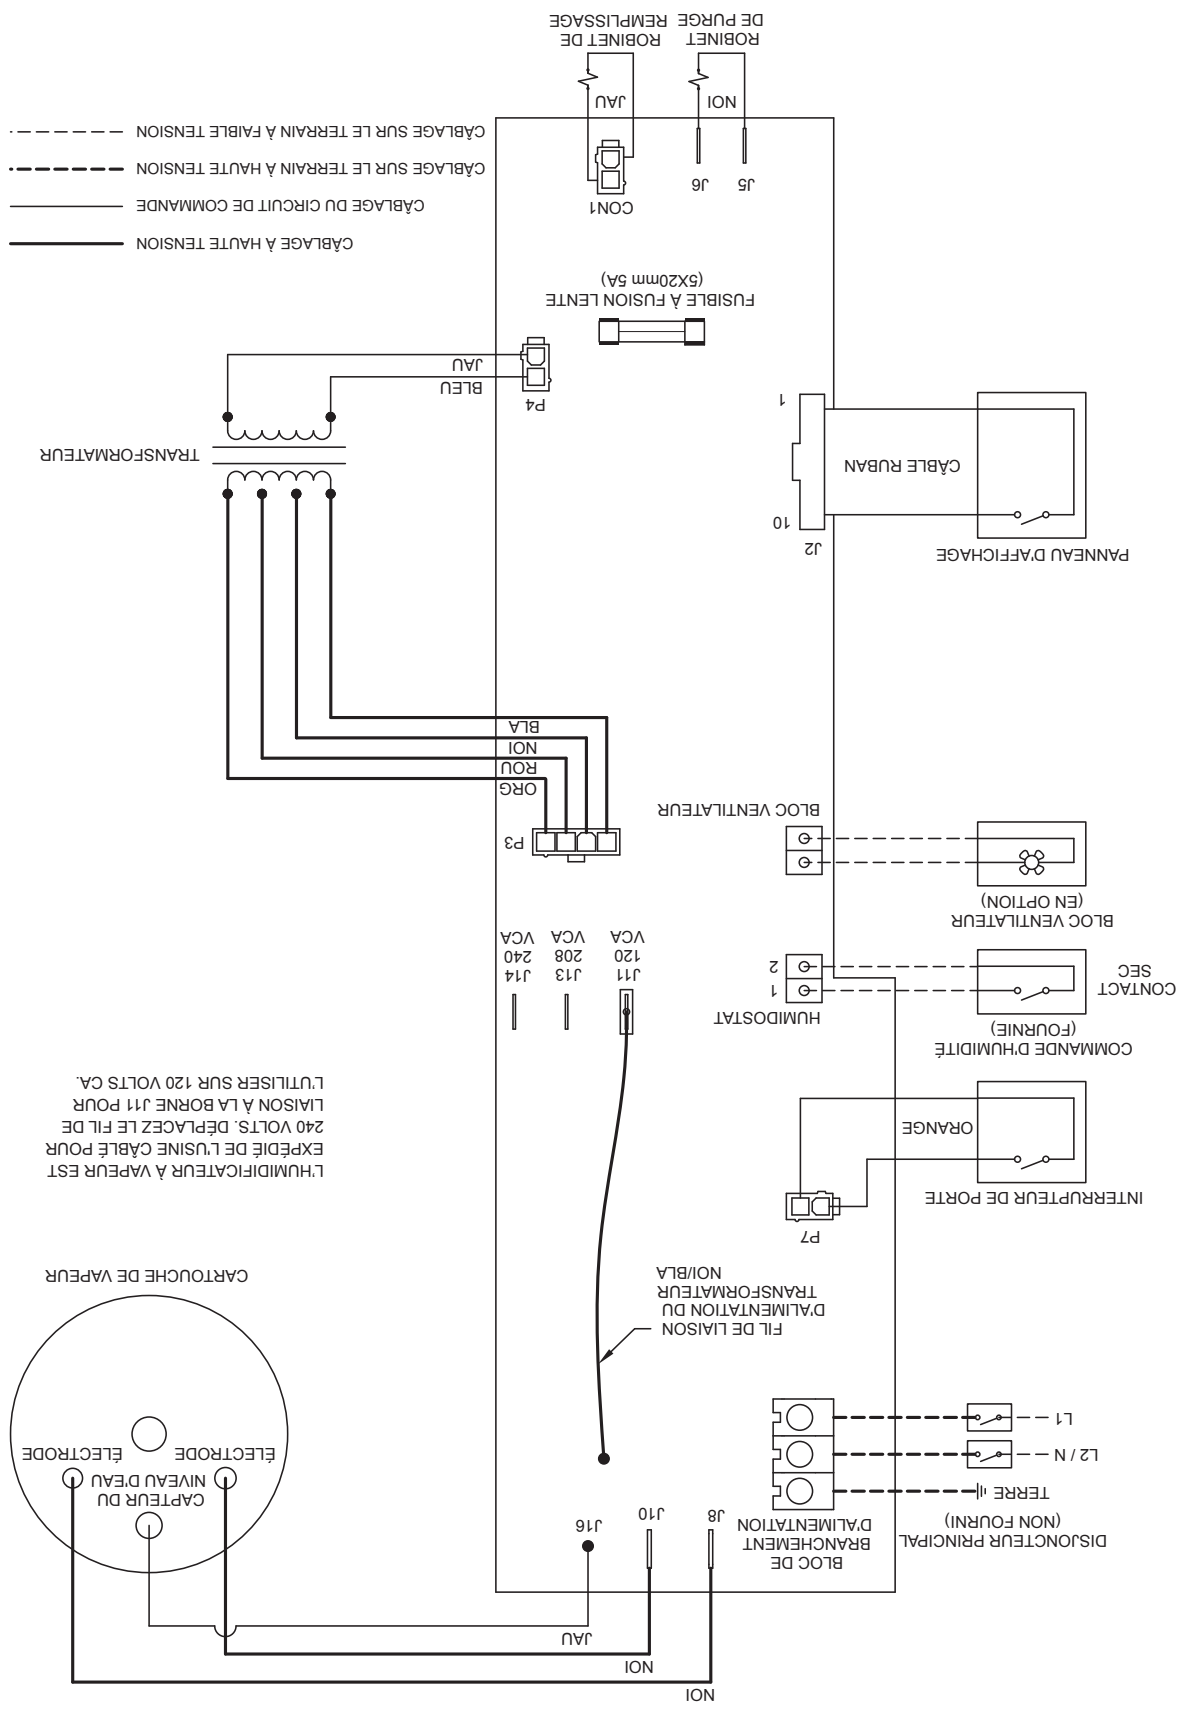 NOI
NOI
JAU
J8
J10
J16
DISJONCTEUR PRINCIPAL
(NON FOURNI)
TERRE
L2 / N
L1
BLOC DE
BRANCHEMENT
D'ALIMENTATION
CAPTEUR DU
NIVEAU D'EAU
ÉLECTRODE
ÉLECTRODE
CARTOUCHE DE VAPEUR
FIL DE LIAISON
D'ALIMENTATION DU
TRANSFORMATEUR
NOI/BLA
P7
INTERRUPTEUR DE PORTE
ORANGE
L'HUMIDIFICATEUR À VAPEUR EST
EXPÉDIÉ DE L'USINE CÂBLÉ POUR
240 VOLTS. DÉPLACEZ LE FIL DE
LIAISON À LA BORNE J11 POUR
L'UTILISER SUR 120 VOLTS CA.
COMMANDE D'HUMIDITÉ
(FOURNIE)
CONTACT
SEC
HUMIDOSTAT
1
2
J11
120
VCA
J13
208
VCA
J14
240
VCA
BLOC VENTILATEUR
(EN OPTION)
BLOC VENTILATEUR
P3
ORG
ROU
NOI
BLA
PANNEAU D'AFFICHAGE
CÂBLE RUBAN
J2
10
1
TRANSFORMATEUR
P4
BLEU
JAU
FUSIBLE À FUSION LENTE
(5X20mm 5A)
CÂBLAGE À HAUTE TENSION
CÂBLAGE DU CIRCUIT DE COMMANDE
CÂBLAGE SUR LE TERRAIN À HAUTE TENSION
CÂBLAGE SUR LE TERRAIN À FAIBLE TENSION
J5
J6
CON1
NOI
JAU
ROBINET
DE PURGE
ROBINET DE
REMPLISSAGE